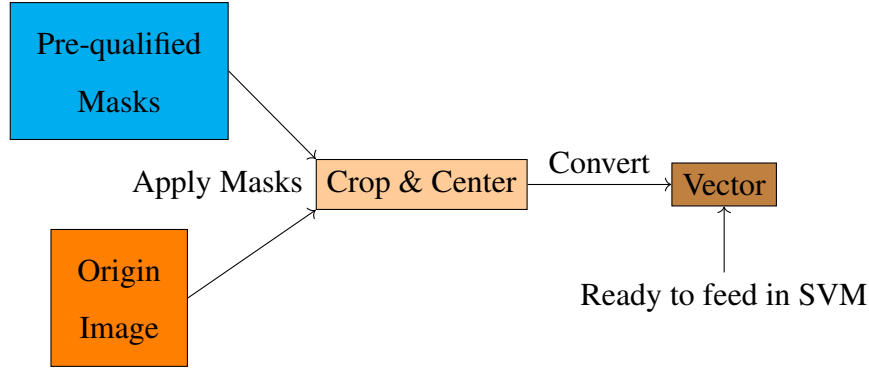 Pre-qualified
Masks
Apply Masks
Crop & Center
Convert
Vector
Origin
Image
Ready to feed in SVM